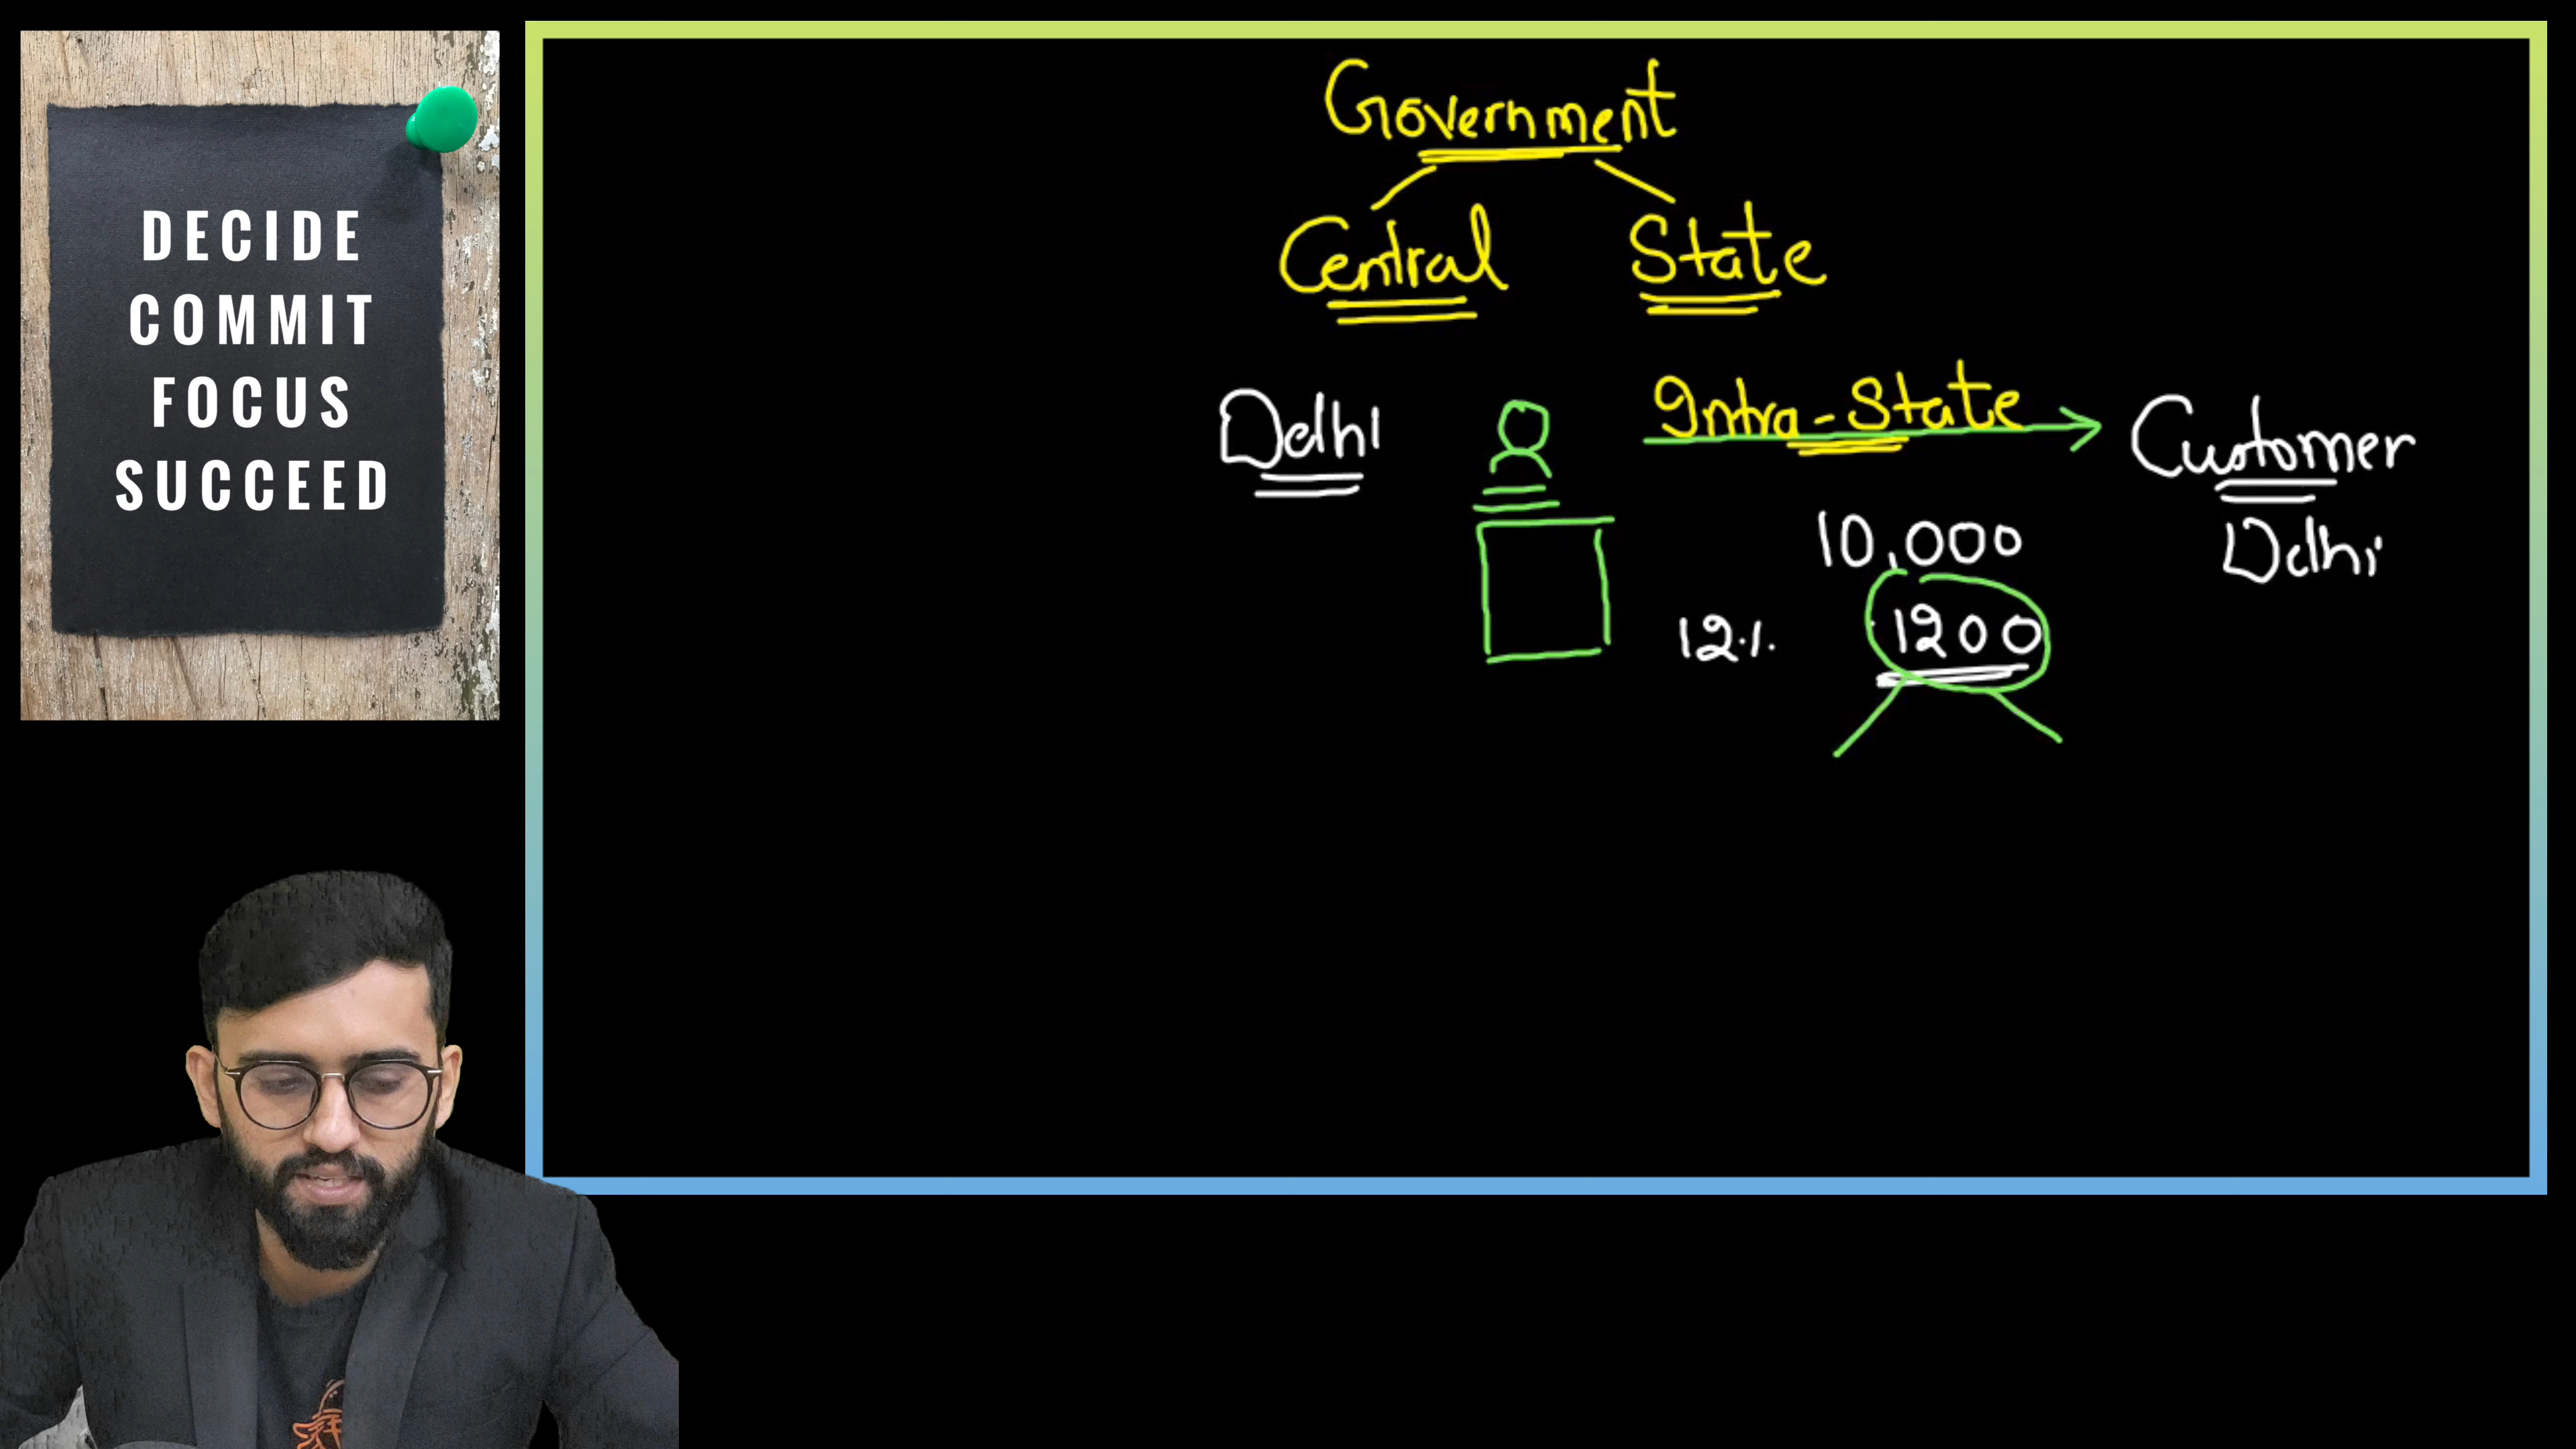 DECIDE
COMMIT
FOCUS
SUCCEED
Government
Central State
Delhi Intra-State Customer
10,000 Delhi
12% 1200